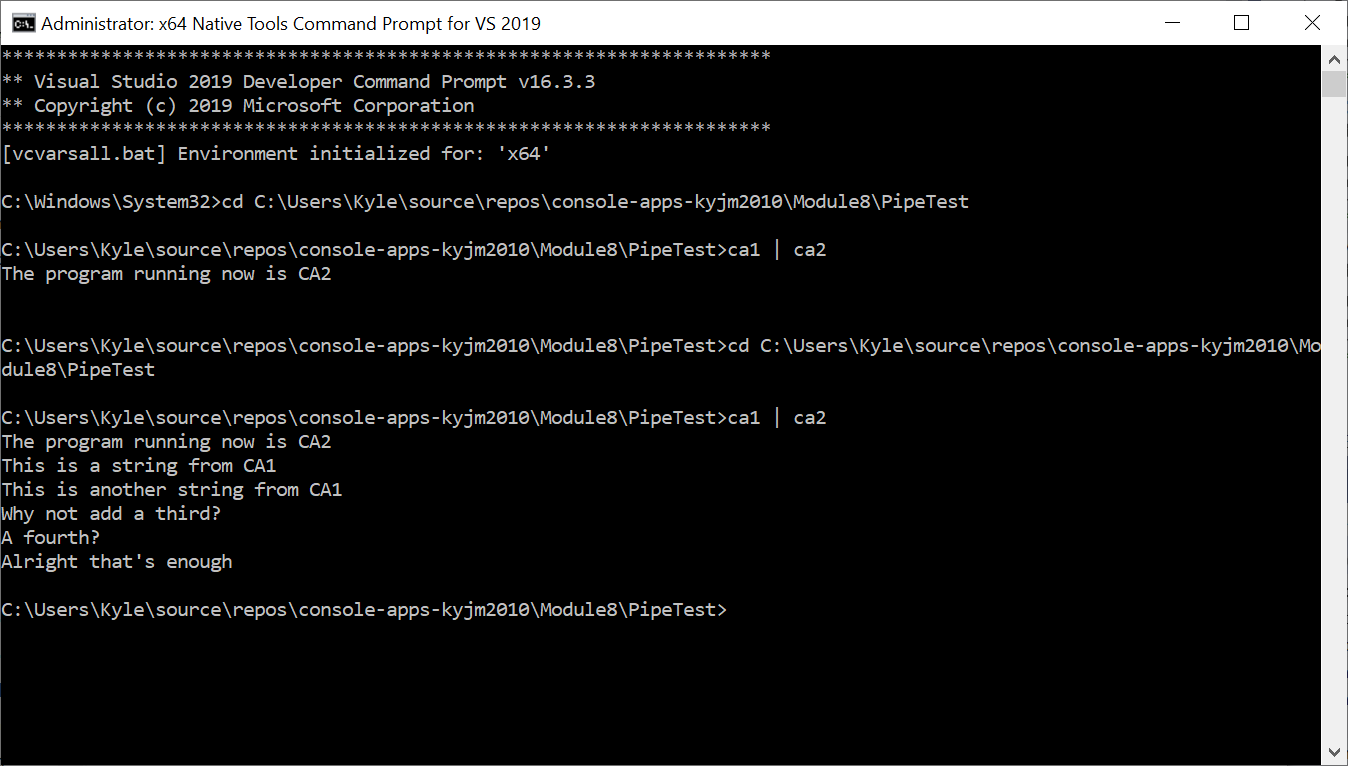 Administrator: x64 Native Tools Command Prompt for VS 2019
**********************************************************************
** Visual Studio 2019 Developer Command Prompt v16.3.3
** Copyright (c) 2019 Microsoft Corporation
**********************************************************************
[vcvarsall.bat] Environment initialized for: 'x64'
C:\Windows\System32>cd C:\Users\Kyle\source\repos\console-apps-kyjm2010\Module8\PipeTest
C:\Users\Kyle\source\repos\console-apps-kyjm2010\Module8\PipeTest>ca1 | ca2
The program running now is CA2
C:\Users\Kyle\source\repos\console-apps-kyjm2010\Module8\PipeTest>cd C:\Users\Kyle\source\repos\console-apps-kyjm2010\Mo
dule8\PipeTest
C:\Users\Kyle\source\repos\console-apps-kyjm2010\Module8\PipeTest>ca1 | ca2
The program running now is CA2
This is a string from CA1
This is another string from CA1
Why not add a third?
A fourth?
Alright that's enough
C:\Users\Kyle\source\repos\console-apps-kyjm2010\Module8\PipeTest>